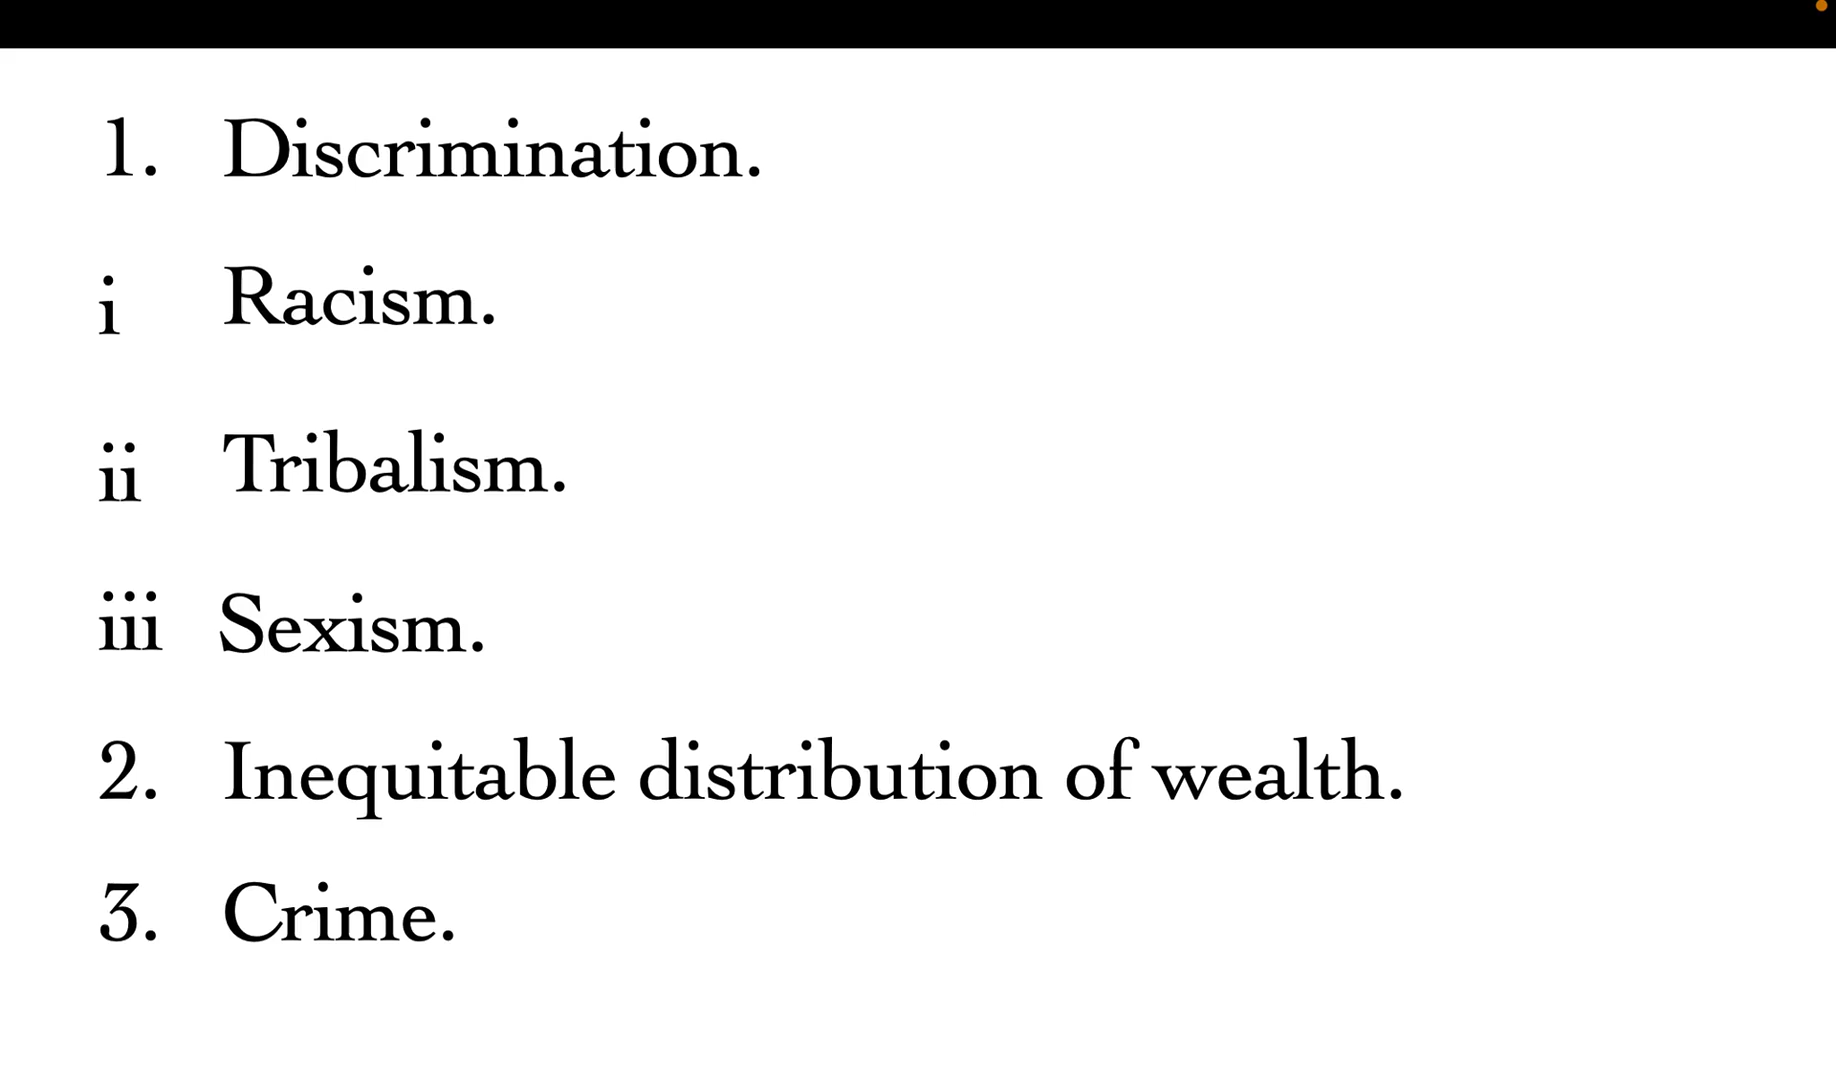 1. Discrimination.
i Racism.
ii Tribalism.
iii Sexism.
2. Inequitable distribution of wealth.
3. Crime.